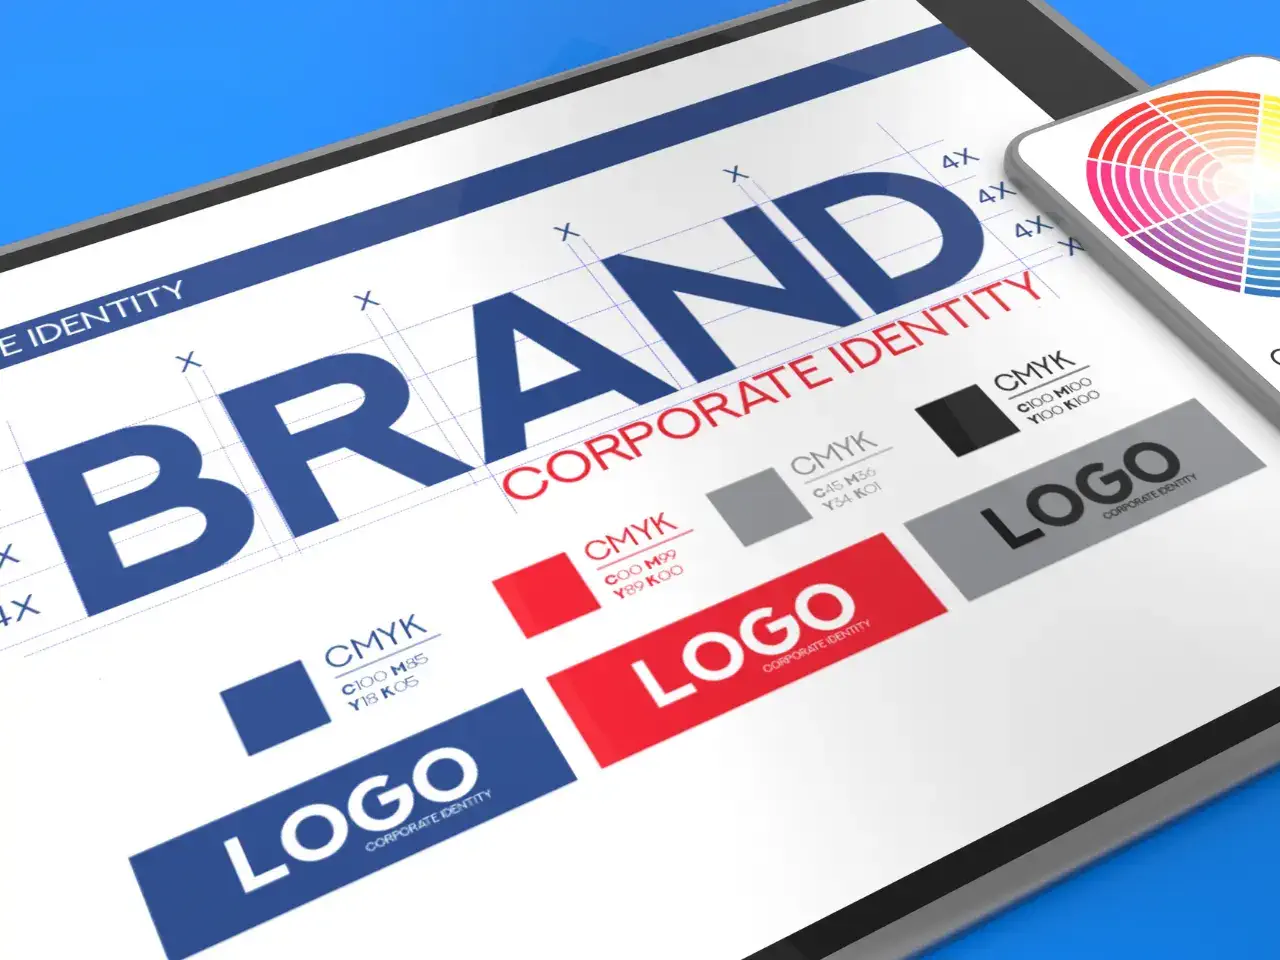 E IDENTITY
X
X
X
X
4X
4X
4X
X
X
4X
BRAND
CORPORATE IDENTITY
CMYK
C100 M85
Y18 K05
CMYK
C00 M99
Y89 K00
CMYK
C45 M36
Y34 K01
CMYK
C100 M100
Y100 K100
LOGO
CORPORATE IDENTITY
LOGO
CORPORATE IDENTITY
LOGO
CORPORATE IDENTITY